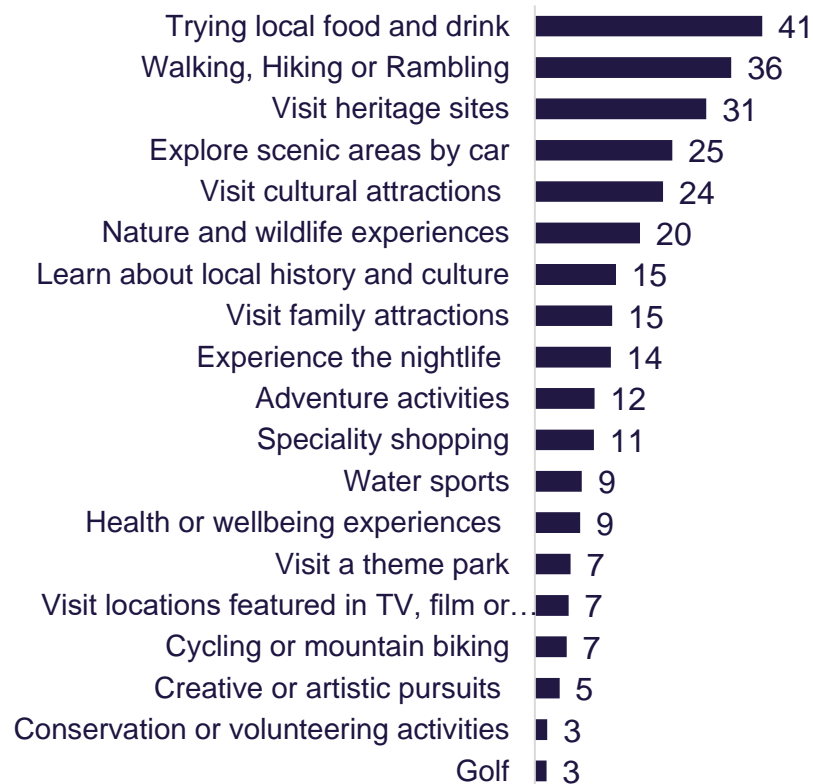 Trying local food and drink 41
Walking, Hiking or Rambling 36
Visit heritage sites 31
Explore scenic areas by car 25
Visit cultural attractions 24
Nature and wildlife experiences 20
Learn about local history and culture 15
Visit family attractions 15
Experience the nightlife 14
Adventure activities 12
Speciality shopping 11
Water sports 9
Health or wellbeing experiences 9
Visit a theme park 7
Visit locations featured in TV, film or… 7
Cycling or mountain biking 7
Creative or artistic pursuits 5
Conservation or volunteering activities 3
Golf 3